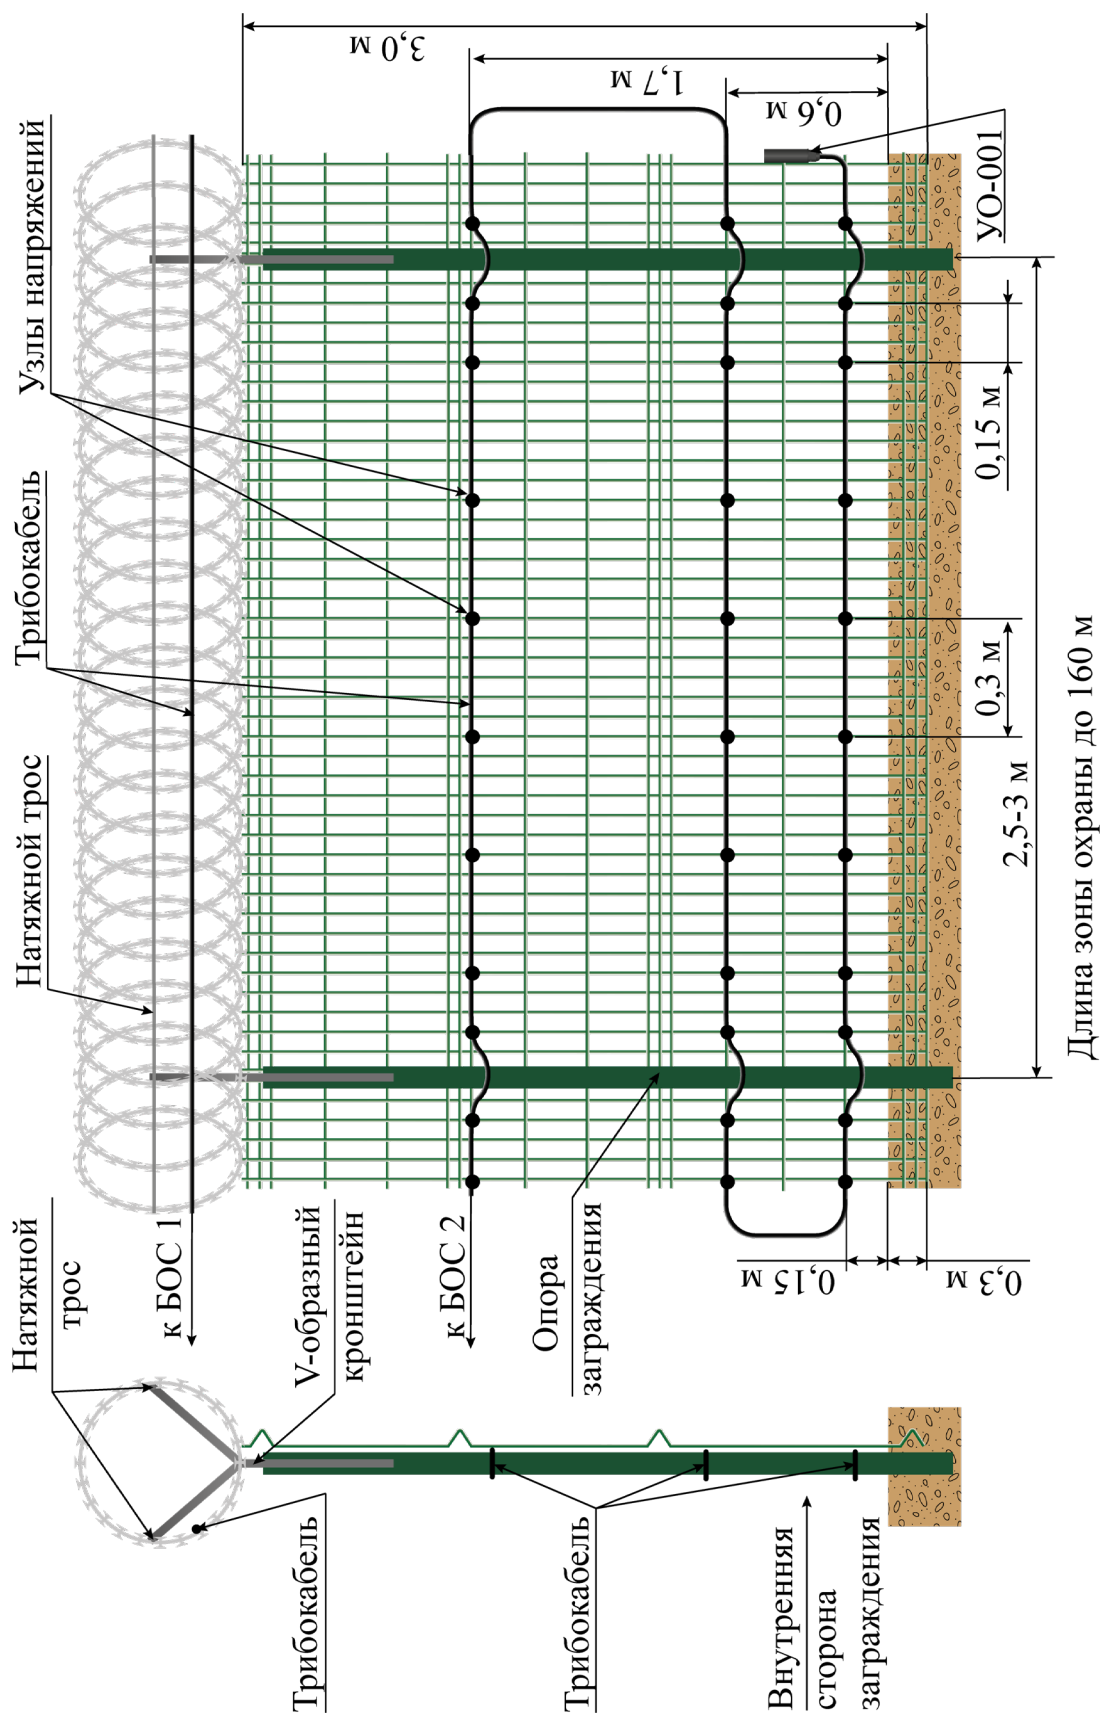 Натяжной
трос
к БОС 1
V-образный
кронштейн
к БОС 2
Опора
заграждения
Трибокабель
Трибокабель
Внутренняя
сторона
заграждения
Натяжной трос
Трибокабель
Узлы напряжений
3,0 м
1,7 м
0,6 м
УО-001
0,15 м
0,3 м
0,15 м
0,3 м
2,5-3 м
Длина зоны охраны до 160 м